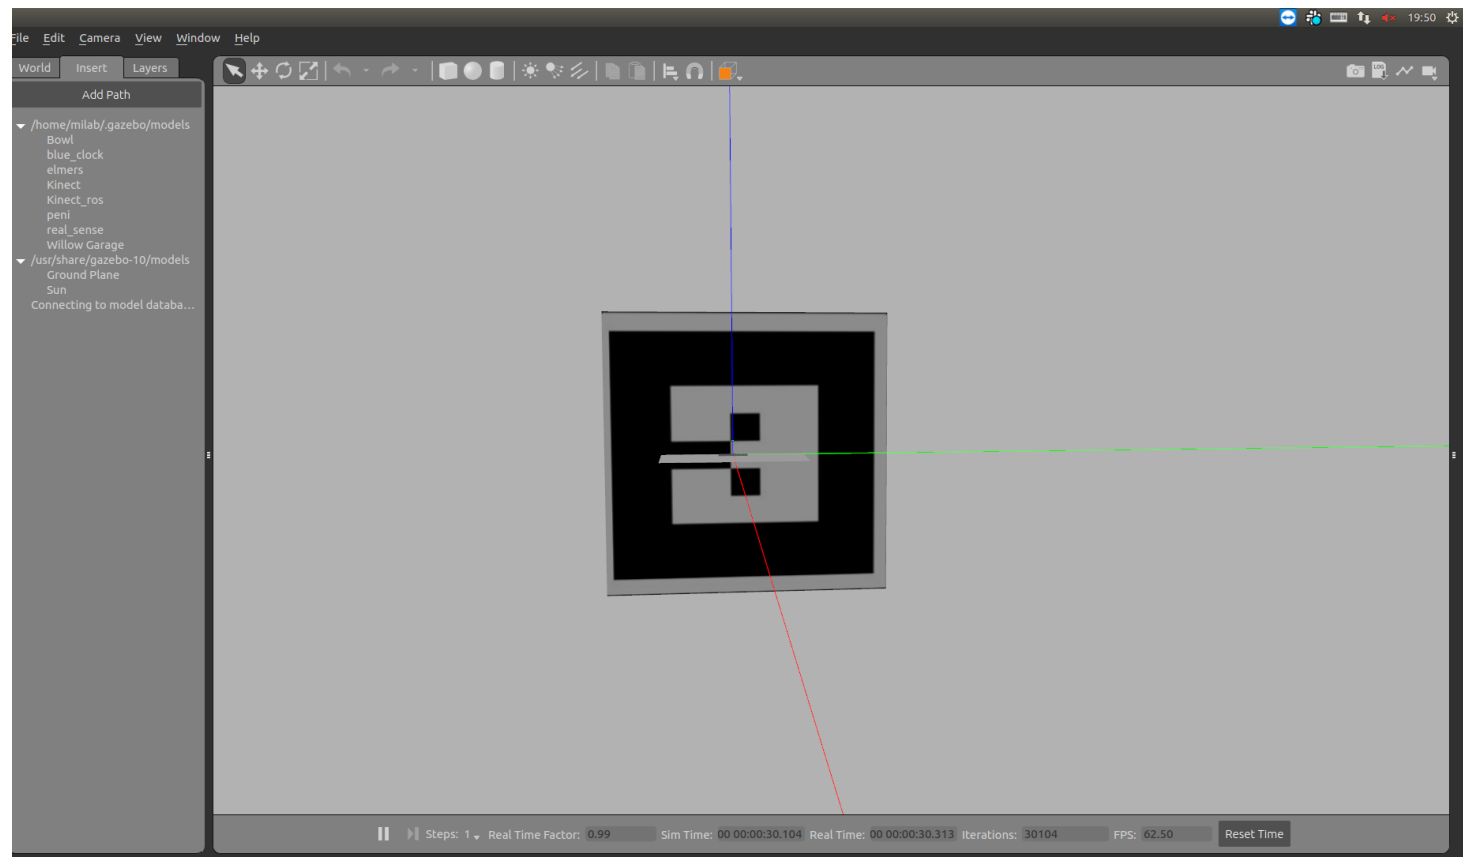 19:50
File Edit Camera View Window Help
World Insert Layers
Add Path
/home/milab/.gazebo/models
Bowl
blue_clock
elmers
Kinect
Kinect_ros
peni
real_sense
Willow Garage
/usr/share/gazebo-10/models
Ground Plane
Sun
Connecting to model databa...
LOG
Steps: 1 Real Time Factor: 0.99 Sim Time: 00 00:00:30.104 Real Time: 00 00:00:30.313 Iterations: 30104 FPS: 62.50 Reset Time